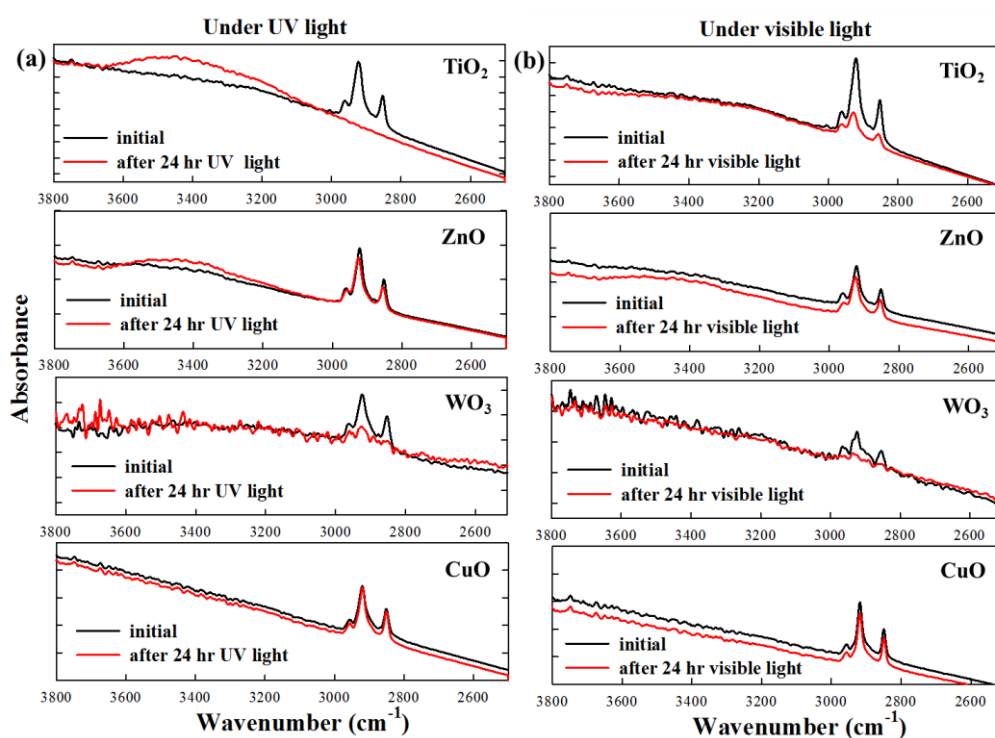 Under UV light
(a)
TiO2
initial
after 24 hr UV light
3800 3600 3400 3200 3000 2800 2600
ZnO
initial
after 24 hr UV light
3800 3600 3400 3200 3000 2800 2600
WO3
initial
after 24 hr UV light
3800 3600 3400 3200 3000 2800 2600
CuO
initial
after 24 hr UV light
3800 3600 3400 3200 3000 2800 2600
Wavenumber (cm-1)
Absorbance
Under visible light
(b)
TiO2
initial
after 24 hr visible light
3800 3600 3400 3200 3000 2800 2600
ZnO
initial
after 24 hr visible light
3800 3600 3400 3200 3000 2800 2600
WO3
initial
after 24 hr visible light
3800 3600 3400 3200 3000 2800 2600
CuO
initial
after 24 hr visible light
3800 3600 3400 3200 3000 2800 2600
Wavenumber (cm-1)